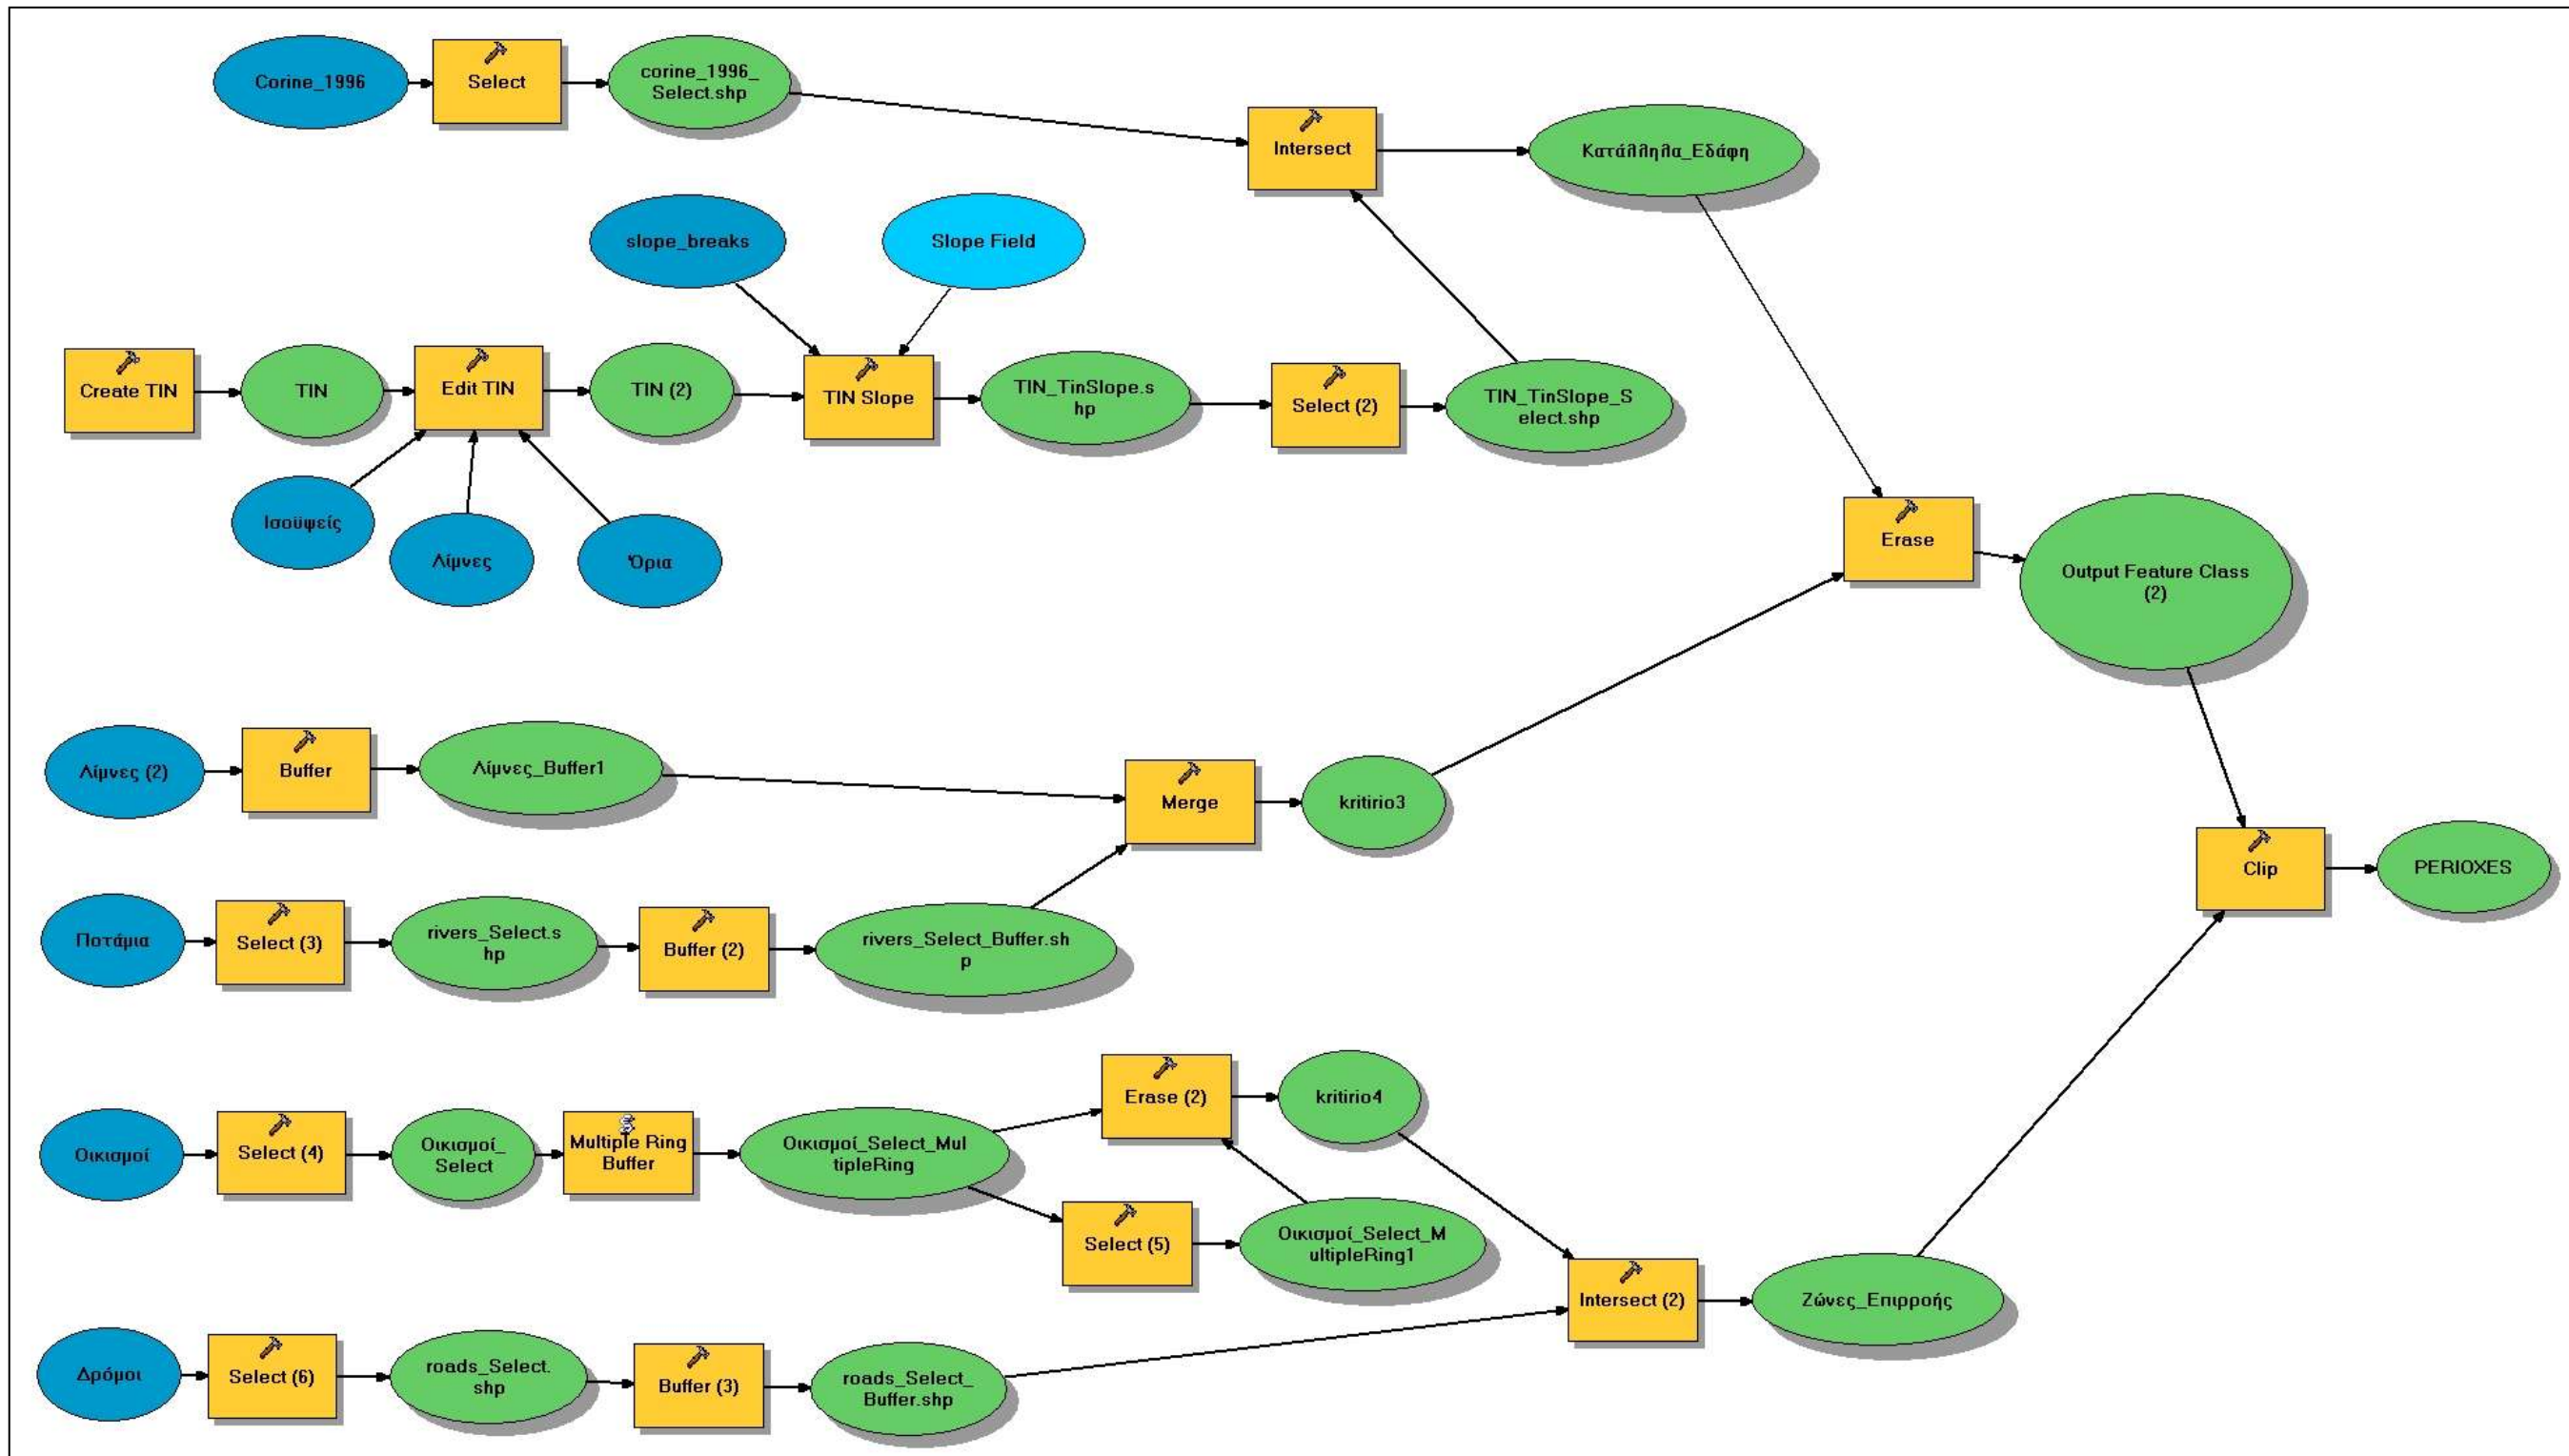 Corine_1996
Select
corine_1996_
Select.shp
Intersect
Κατάλληλα_Εδάφη
slope_breaks
Slope Field
Create TIN
TIN
Edit TIN
TIN (2)
TIN Slope
TIN_TinSlope.s
hp
Select (2)
TIN_TinSlope_S
elect.shp
Ισοϋψείς
Λίμνες
Όρια
Erase
Output Feature Class
(2)
Λίμνες (2)
Buffer
Λίμνες_Buffer1
Merge
kritirio3
Clip
PERIOXES
Ποτάμια
Select (3)
rivers_Select.s
hp
Buffer (2)
rivers_Select_Buffer.sh
p
Οικισμοί
Select (4)
Οικισμοί_
Select
Multiple Ring
Buffer
Οικισμοί_Select_Mul
tipleRing
Erase (2)
kritirio4
Select (5)
Οικισμοί_Select_M
ultipleRing1
Intersect (2)
Ζώνες_Επιρροής
Δρόμοι
Select (6)
roads_Select.
shp
Buffer (3)
roads_Select_
Buffer.shp